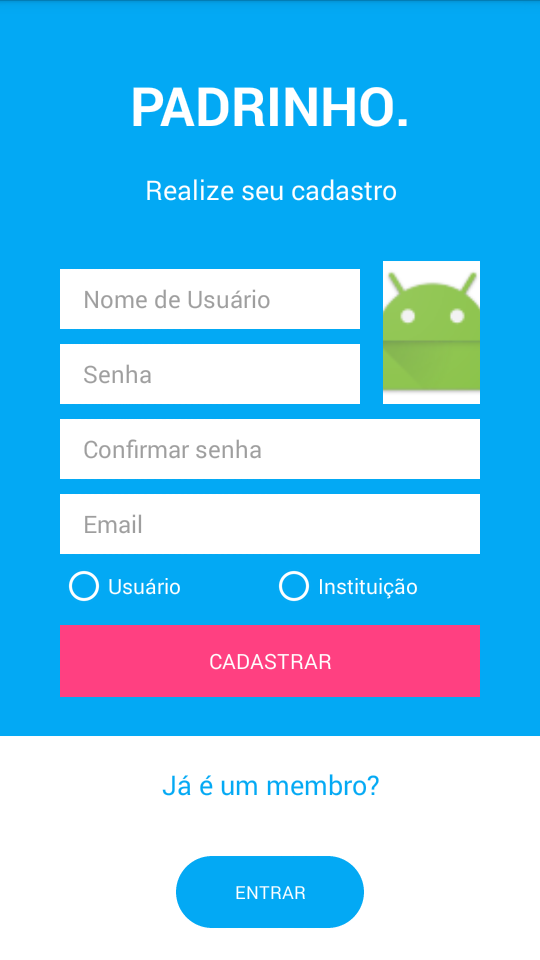 PADRINHO.
Realize seu cadastro
Nome de Usuário
Senha
Confirmar senha
Email
Usuário
Instituição
CADASTRAR
Já é um membro?
ENTRAR